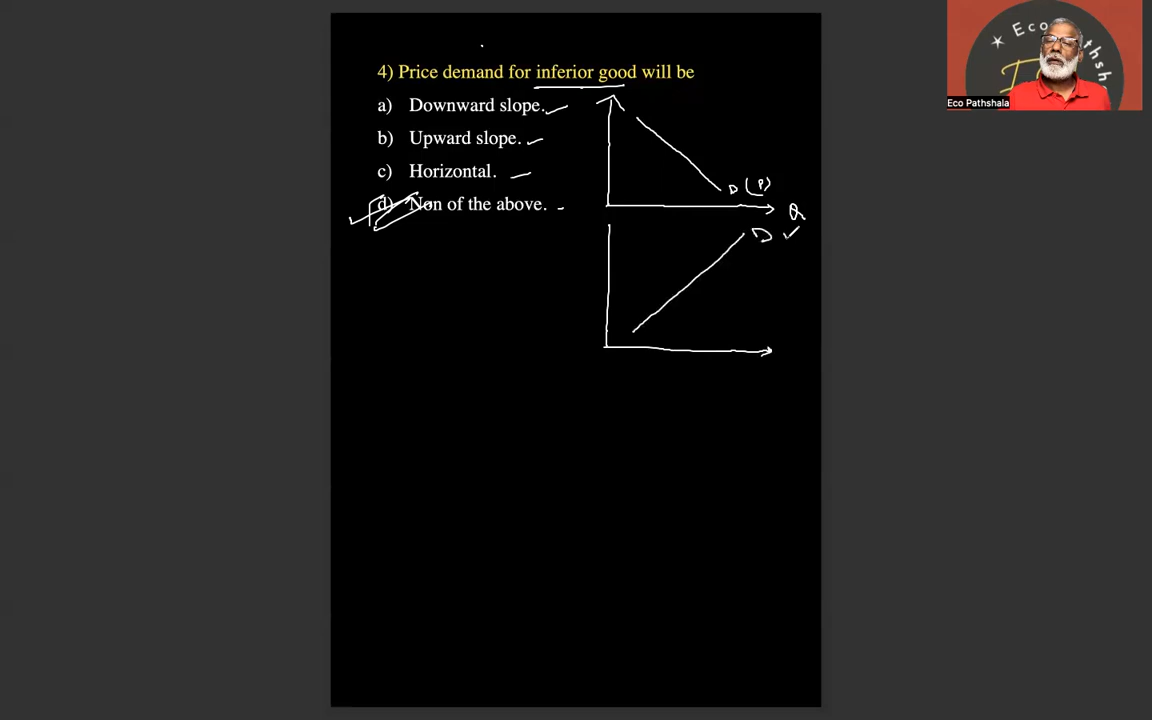 4) Price demand for inferior good will be
a) Downward slope.
b) Upward slope.
c) Horizontal.
d) Non of the above.
D (P)
Q
D
Eco Pathshala
Eco
thsh